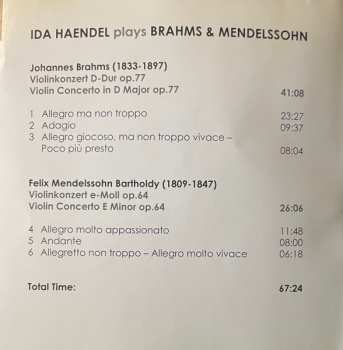 IDA HAENDEL plays BRAHMS & MENDELSSOHN
Johannes Brahms (1833-1897)
Violinkonzert D-Dur op.77
Violin Concerto in D Major op.77 41:08
1 Allegro ma non troppo 23:27
2 Adagio 09:37
3 Allegro giocoso, ma non troppo vivace –
Poco più presto 08:04
Felix Mendelssohn Bartholdy (1809-1847)
Violinkonzert e-Moll op.64
Violin Concerto E Minor op.64 26:06
4 Allegro molto appassionato 11:48
5 Andante 08:00
6 Allegretto non troppo – Allegro molto vivace 06:18
Total Time: 67:24